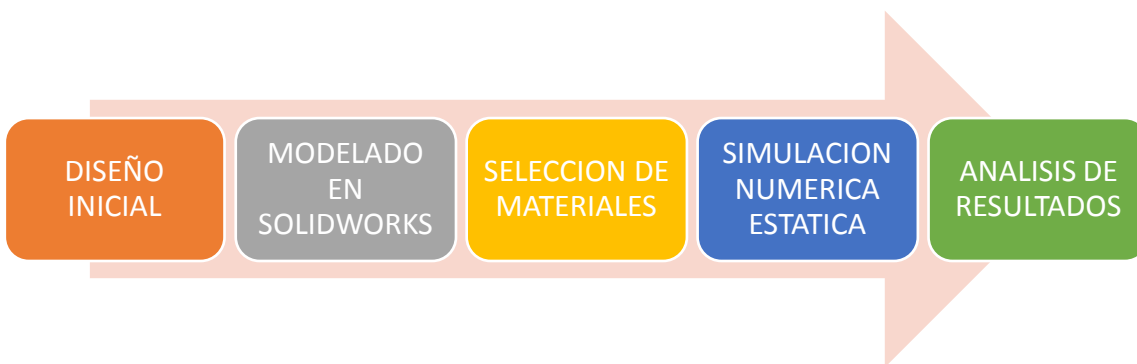 DISEÑO
INICIAL
MODELADO
EN
SOLIDWORKS
SELECCION DE
MATERIALES
SIMULACION
NUMERICA
ESTATICA
ANALISIS DE
RESULTADOS